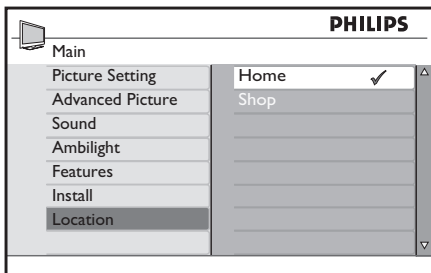 PHILIPS
Main
Picture Setting
Advanced Picture
Sound
Ambilight
Features
Install
Location
Home
Shop